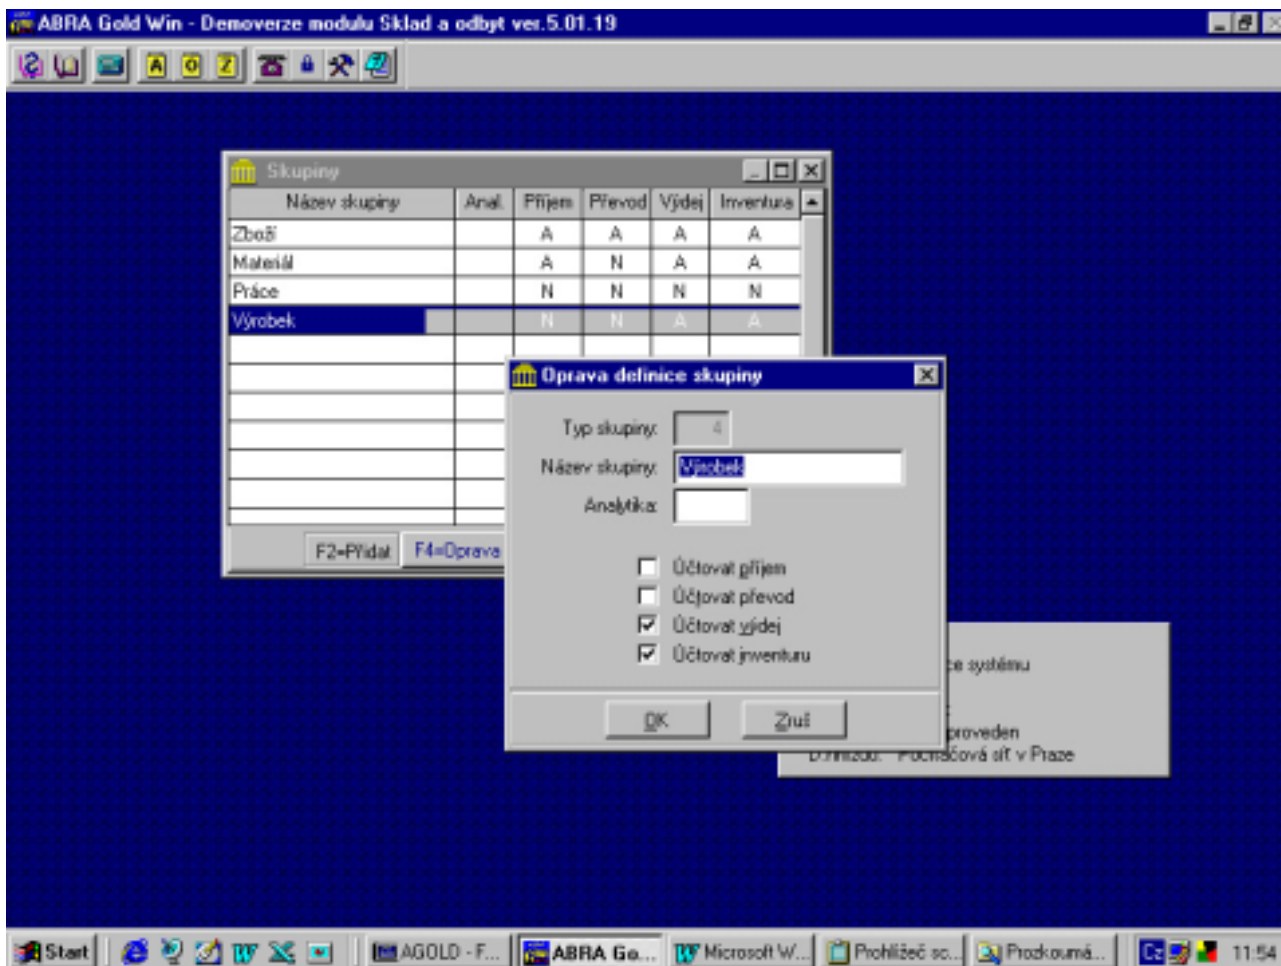 ABRA Gold Win - Demoverze modulu Sklad a odbyt ver.5.01.19
A O Z
Skupiny
Název skupiny Anal. Příjem Převod Výdej Inventura
Zboží A A A A
Materiál A N A A
Práce N N N N
Výrobek N N A A
F2=Přidat F4=Oprava
Oprava definice skupiny
Typ skupiny: 4
Název skupiny: Výrobek
Analytika:
Účtovat příjem
Účtovat převod
Účtovat výdej
Účtovat inventuru
OK Zruš
ce systému
proveden
Počítačová síť v Praze
Start AGOLD - F... ABRA Go... Microsoft W... Prohlížeč sc... Prozkoumá... Cz 11:54